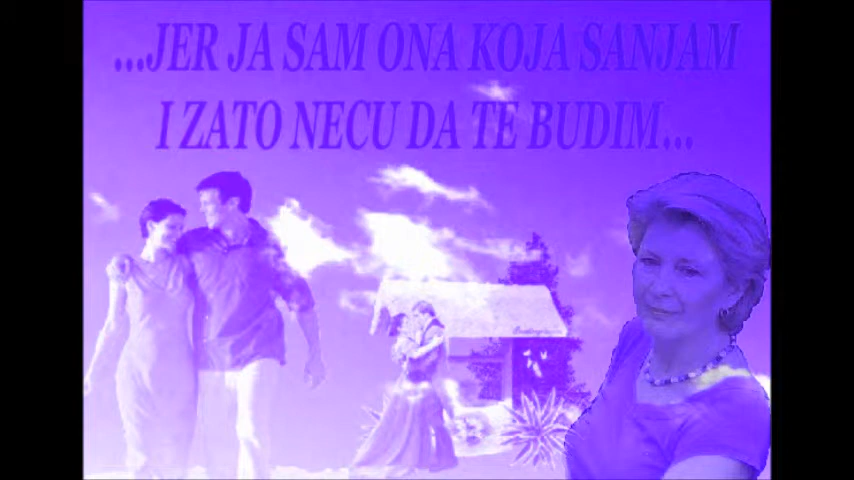 ...JER JA SAM ONA KOJA SANJAM
I ZATO NECU DA TE BUDIM...